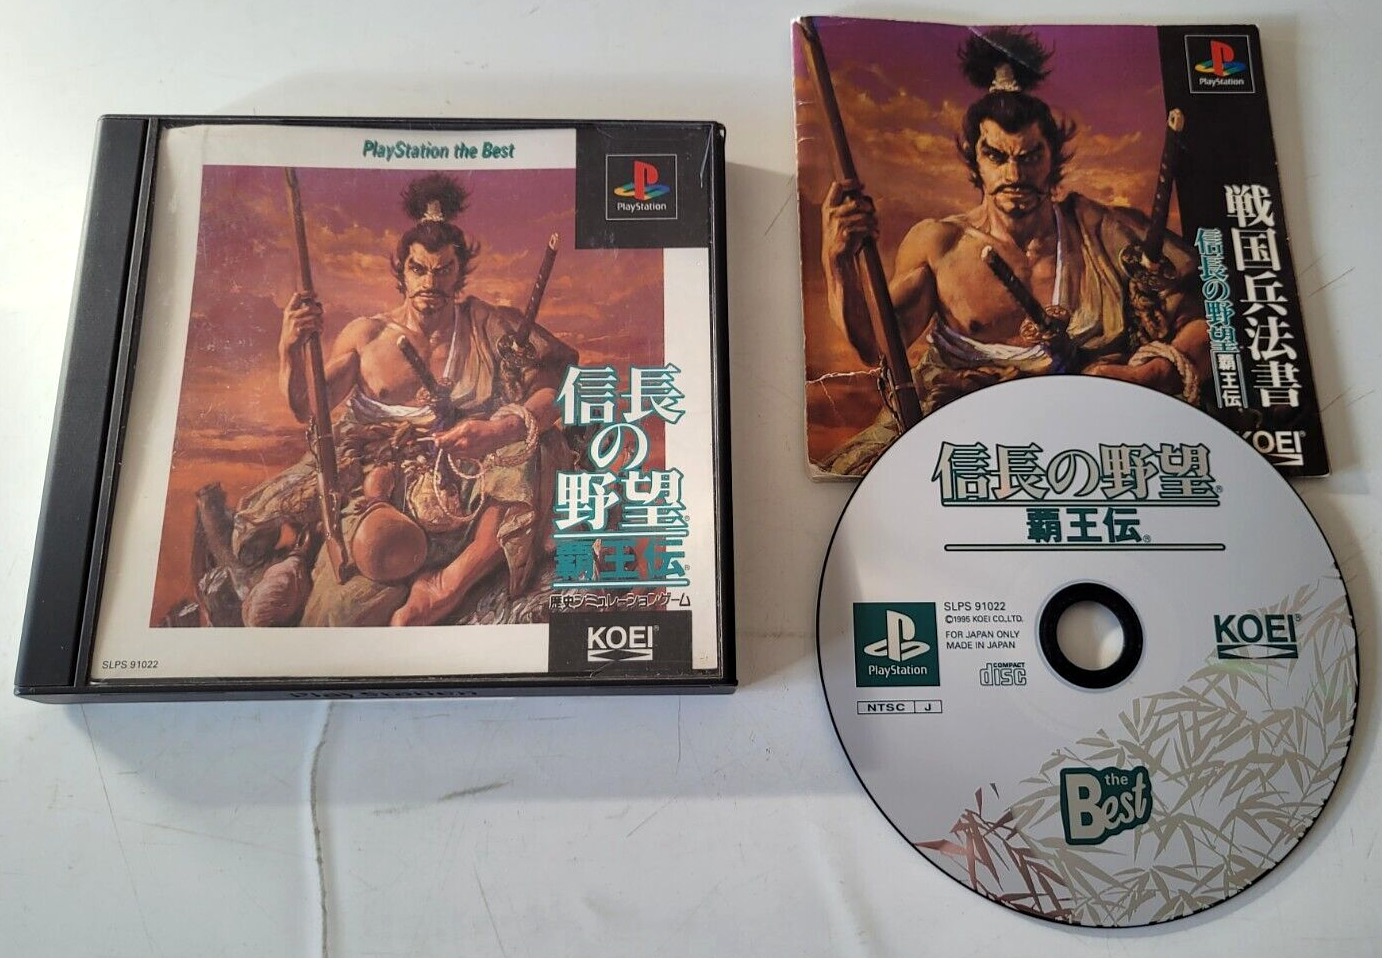 PlayStation the Best
PlayStation
信長
の
野望
覇王伝
歴史シミュレーションゲーム
KOEI
SLPS 91022
PlayStation
PlayStation
戦国兵法書
信長の野望
覇王伝
KOEI
信長の野望
覇王伝
PlayStation
SLPS 91022
©1995 KOEI CO.,LTD.
FOR JAPAN ONLY
MADE IN JAPAN
COMPACT
disc
NTSC J
KOEI
the
Best